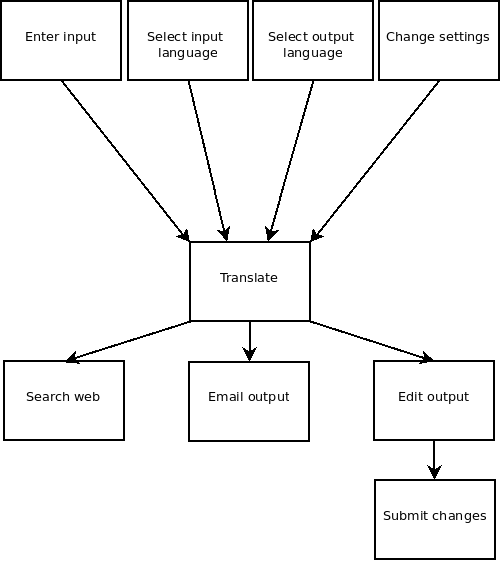 Enter input
Select input
language
Select output
language
Change settings
Translate
Search web
Email output
Edit output
Submit changes